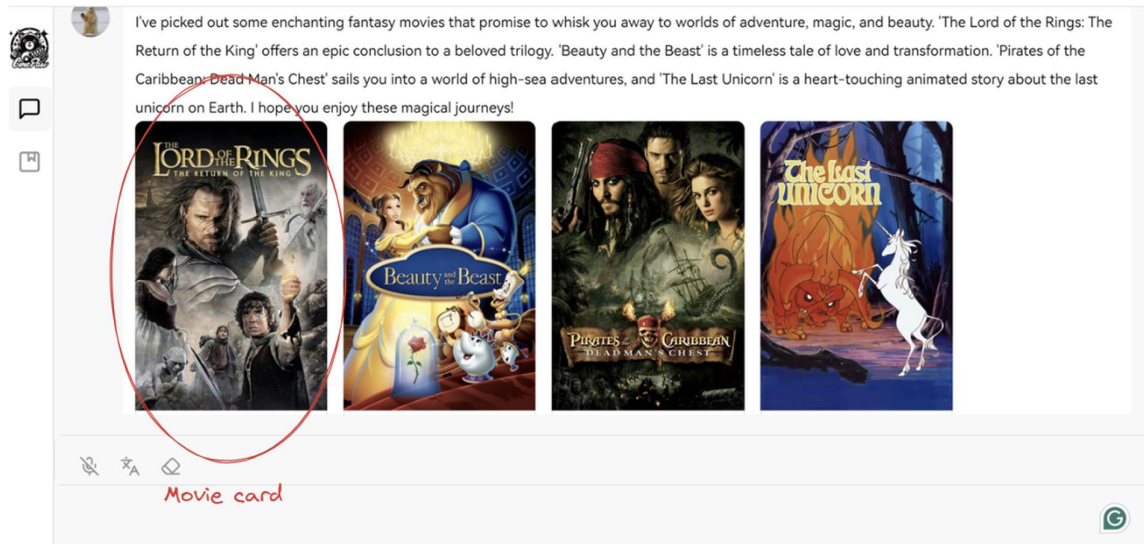 I've picked out some enchanting fantasy movies that promise to whisk you away to worlds of adventure, magic, and beauty. 'The Lord of the Rings: The
Return of the King' offers an epic conclusion to a beloved trilogy. 'Beauty and the Beast' is a timeless tale of love and transformation. 'Pirates of the
Caribbean: Dead Man's Chest' sails you into a world of high-sea adventures, and 'The Last Unicorn' is a heart-touching animated story about the last
unicorn on Earth. I hope you enjoy these magical journeys!
THE
LORD OF THE RINGS
THE RETURN OF THE KING
Beauty and the Beast
PIRATES of the CARIBBEAN
DEAD MAN'S CHEST
The Last
UNICORN
Movie card